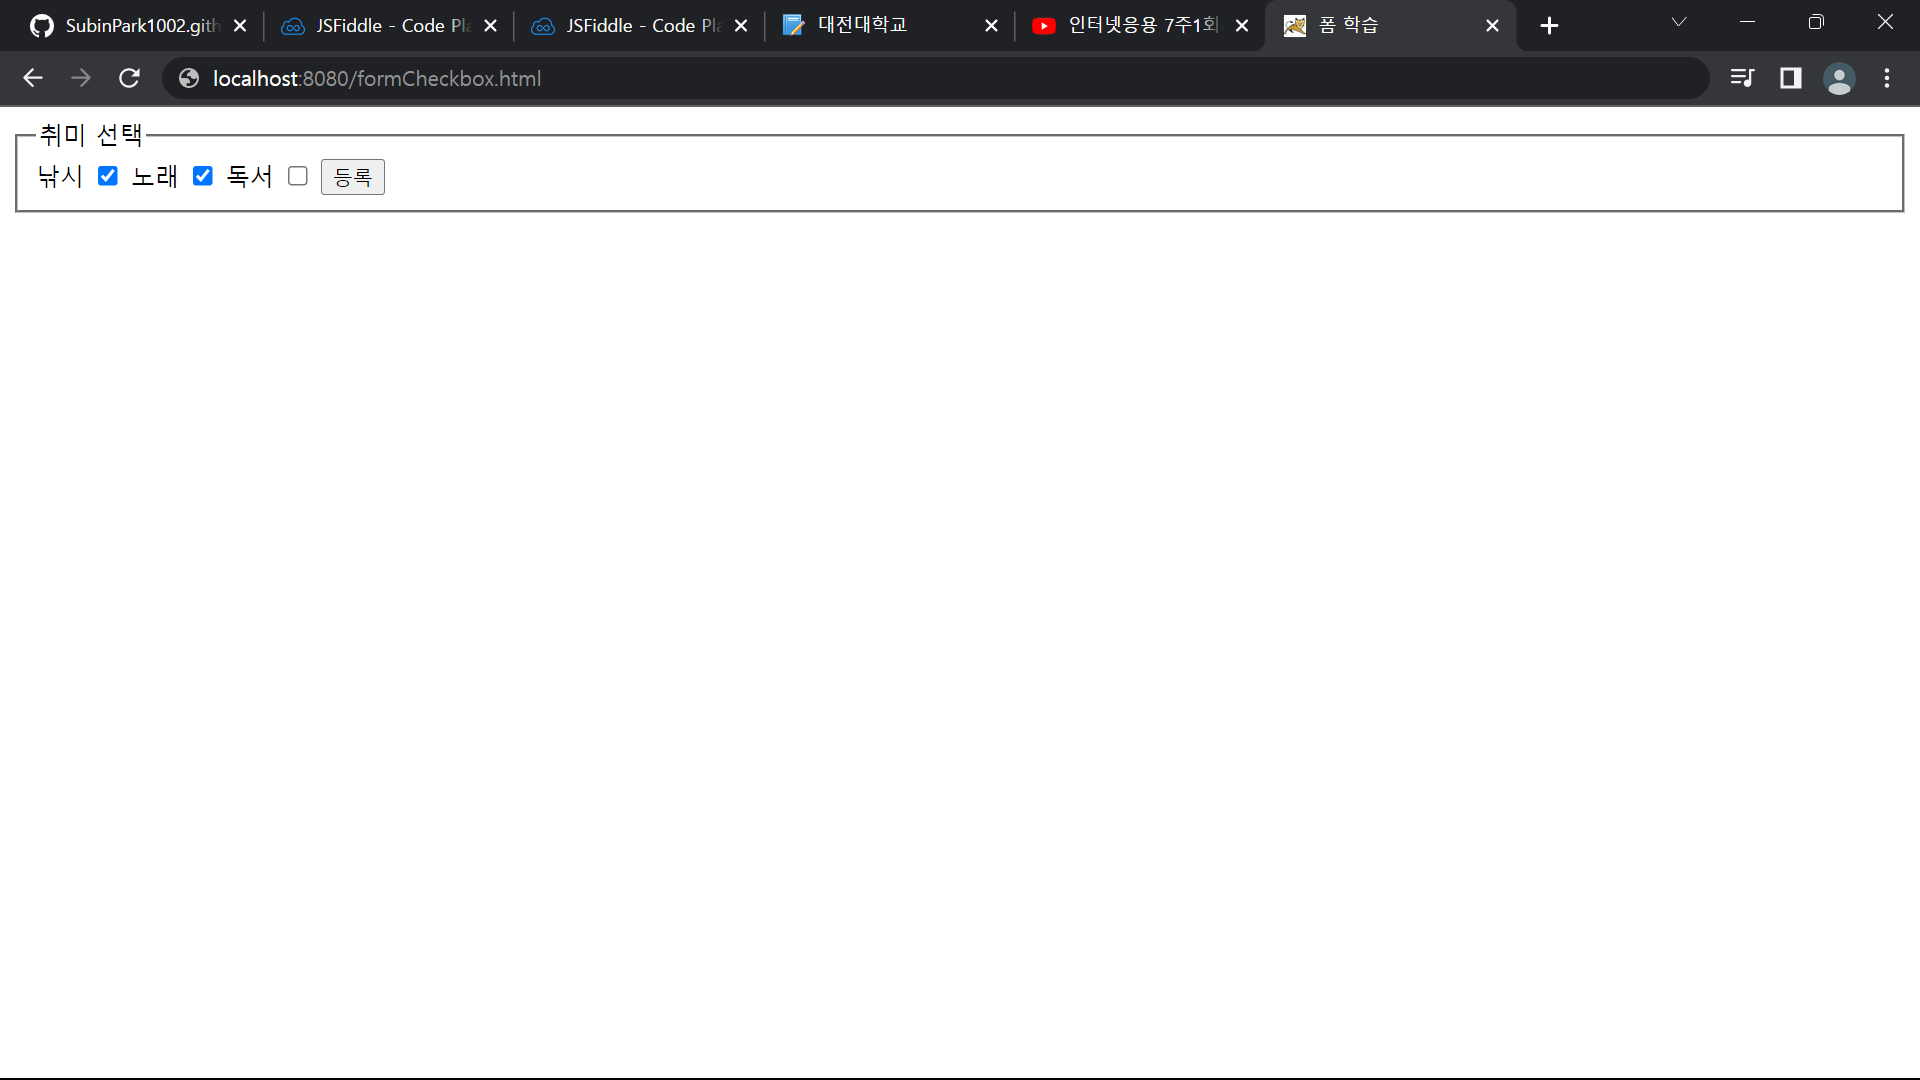 SubinPark1002.gith
JSFiddle - Code Pla
JSFiddle - Code Pla
대전대학교
인터넷응용 7주1회
폼 학습
localhost:8080/formCheckbox.html
취미 선택
낚시 노래 독서 등록